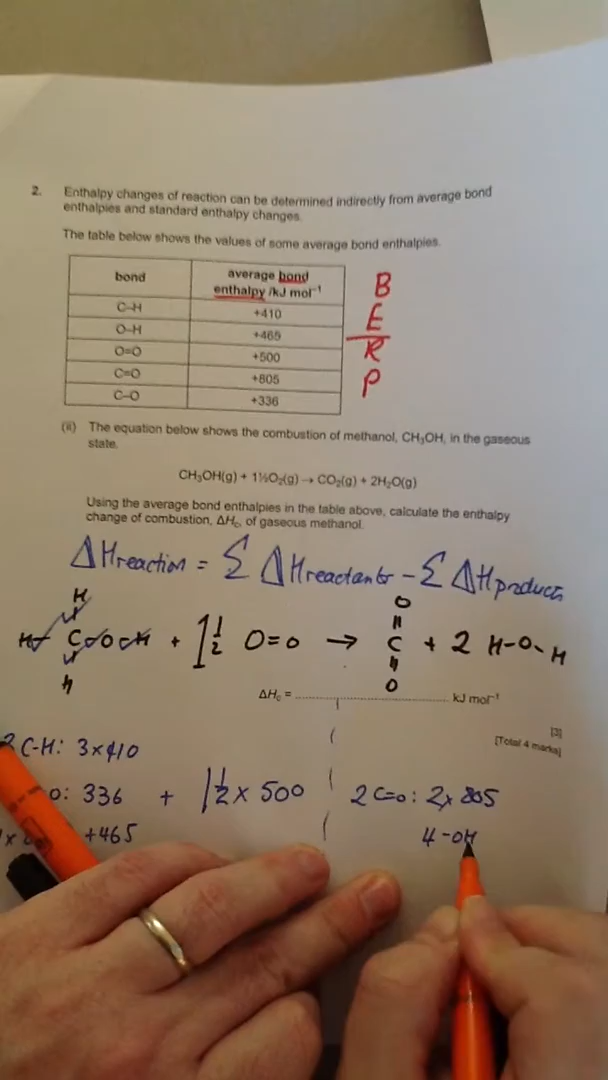 2. Enthalpy changes of reaction can be determined indirectly from average bond
enthalpies and standard enthalpy changes.
The table below shows the values of some average bond enthalpies.
bond average bond enthalpy /kJ mol⁻¹
C–H +410
O–H +465
O=O +500
C=O +805
C–O +336
B
E
R
P
(ii) The equation below shows the combustion of methanol, CH₃OH, in the gaseous
state.
CH₃OH(g) + 1½O₂(g) → CO₂(g) + 2H₂O(g)
Using the average bond enthalpies in the table above, calculate the enthalpy
change of combustion, ΔHc, of gaseous methanol.
ΔHreaction = Σ ΔHreactants - Σ ΔHproducts
H O
H C O H + 1½ O=O → C + 2 H-O-H
H O
ΔHc = .......... kJ mol⁻¹
[3]
[Total 4 marks]
C-H: 3×410
O: 336 + 1½ × 500 2 C=O: 2× 805
+465 4 -OH